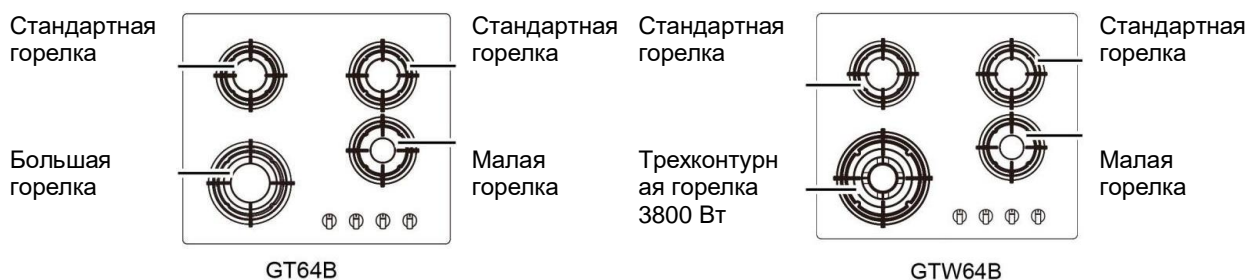 Стандартная
горелка
Стандартная
горелка
Большая
горелка
Малая
горелка
GT64B
Стандартная
горелка
Стандартная
горелка
Трехконтурн
ая горелка
3800 Вт
Малая
горелка
GTW64B